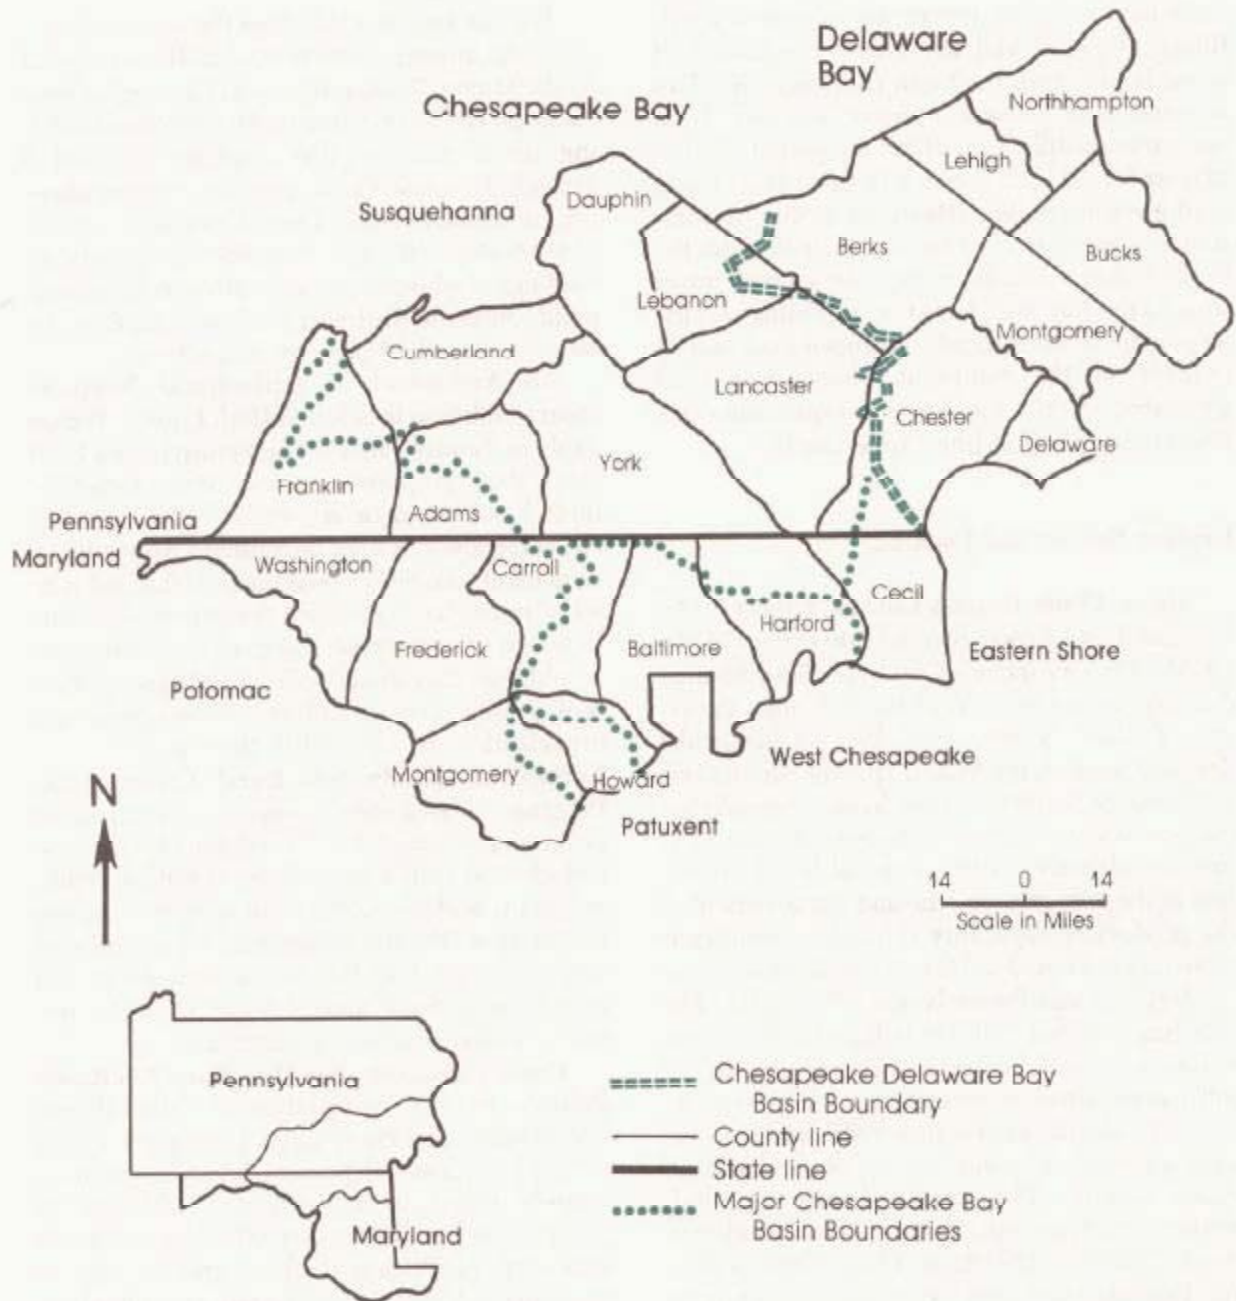 Delaware
Bay
Chesapeake Bay
Northhampton
Lehigh
Dauphin
Susquehanna
Berks
Bucks
Lebanon
Montgomery
Cumberland
Lancaster
Chester
Delaware
York
Franklin
Adams
Pennsylvania
Maryland
Washington
Carroll
Cecil
Harford
Frederick
Baltimore
Eastern Shore
Potomac
West Chesapeake
Montgomery
Howard
Patuxent
N
14 0 14
Scale in Miles
Pennsylvania
Maryland
Chesapeake Delaware Bay
Basin Boundary
County line
State line
Major Chesapeake Bay
Basin Boundaries